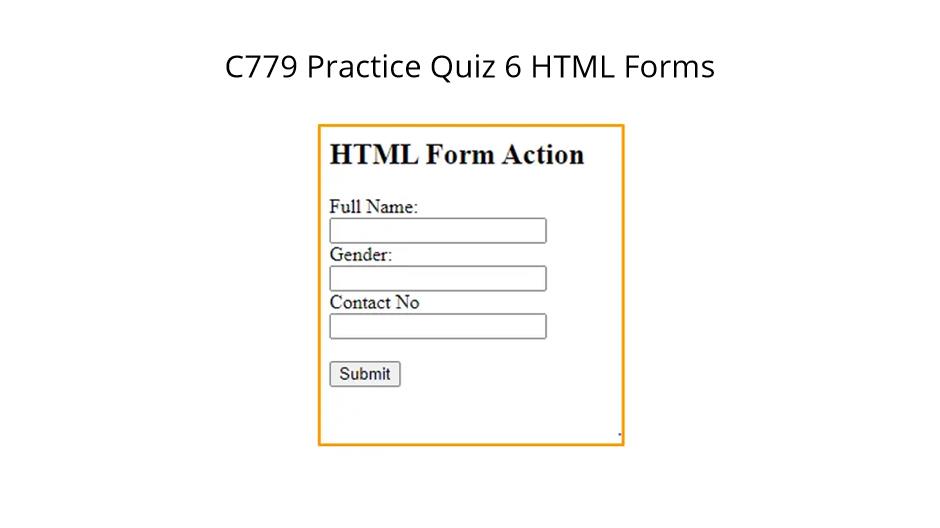 C779 Practice Quiz 6 HTML Forms
HTML Form Action
Full Name:
Gender:
Contact No
Submit